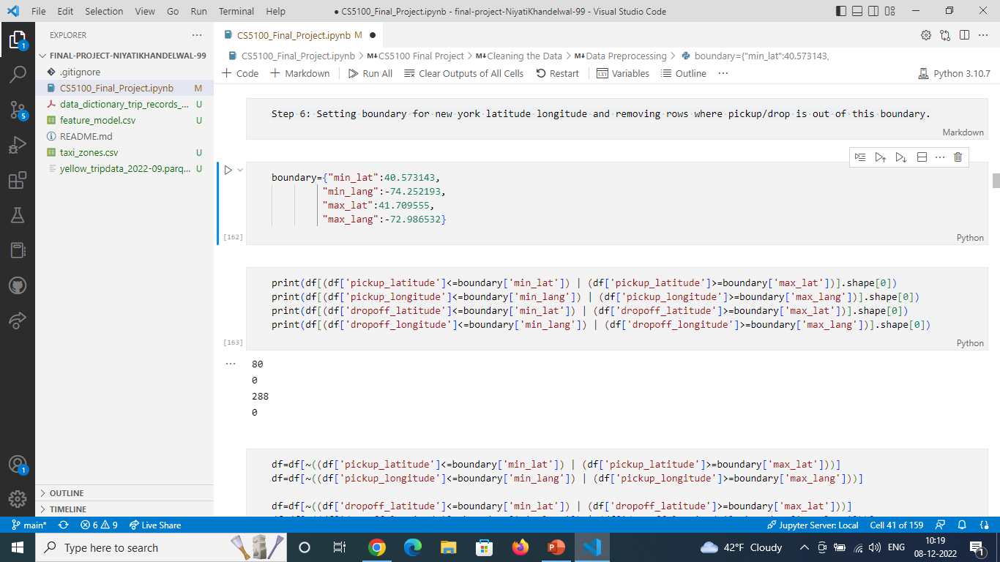 File Edit Selection View Go Run Terminal Help
● CS5100_Final_Project.ipynb - final-project-NiyatiKhandelwal-99 - Visual Studio Code
EXPLORER
FINAL-PROJECT-NIYATIKHANDELWAL-99
.gitignore
CS5100_Final_Project.ipynb M
data_dictionary_trip_records_... U
feature_model.csv U
README.md
taxi_zones.csv U
yellow_tripdata_2022-09.parq... U
OUTLINE
TIMELINE
1
5
1
CS5100_Final_Project.ipynb M ●
CS5100_Final_Project.ipynb > M↓CS5100 Final Project > M↓Cleaning the Data > M↓Data Preprocessing > boundary={"min_lat":40.573143,
+ Code + Markdown Run All Clear Outputs of All Cells Restart Variables Outline ... Python 3.10.7
Step 6: Setting boundary for new york latitude longitude and removing rows where pickup/drop is out of this boundary.
Markdown
boundary={"min_lat":40.573143,
"min_lang":-74.252193,
"max_lat":41.709555,
"max_lang":-72.986532}
[162]
Python
print(df[(df['pickup_latitude']<=boundary['min_lat']) | (df['pickup_latitude']>=boundary['max_lat'])].shape[0])
print(df[(df['pickup_longitude']<=boundary['min_lang']) | (df['pickup_longitude']>=boundary['max_lang'])].shape[0])
print(df[(df['dropoff_latitude']<=boundary['min_lat']) | (df['dropoff_latitude']>=boundary['max_lat'])].shape[0])
print(df[(df['dropoff_longitude']<=boundary['min_lang']) | (df['dropoff_longitude']>=boundary['max_lang'])].shape[0])
[163]
Python
80
0
288
0
df=df[~((df['pickup_latitude']<=boundary['min_lat']) | (df['pickup_latitude']>=boundary['max_lat']))]
df=df[~((df['pickup_longitude']<=boundary['min_lang']) | (df['pickup_longitude']>=boundary['max_lang']))]
df=df[~((df['dropoff_latitude']<=boundary['min_lat']) | (df['dropoff_latitude']>=boundary['max_lat']))]
main* 6 9 Live Share
Jupyter Server: Local Cell 41 of 159
Type here to search
42°F Cloudy ENG
10:19
08-12-2022
1